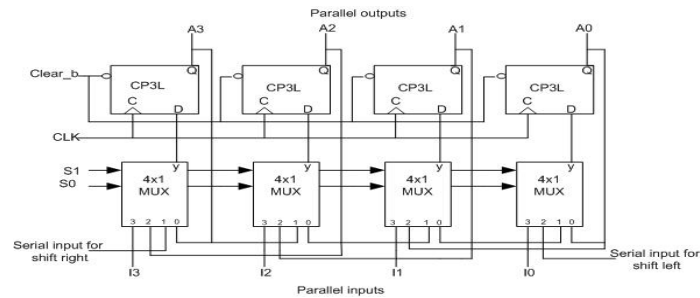 Parallel outputs
A3 A2 A1 A0
Clear_b
Q Q Q Q
CP3L CP3L CP3L CP3L
C D C D C D C D
CLK
y y y y
S1
S0
4x1 4x1 4x1 4x1
MUX MUX MUX MUX
3 2 1 0 3 2 1 0 3 2 1 0 3 2 1 0
Serial input for
shift right
Serial input for
shift left
I3 I2 I1 I0
Parallel inputs